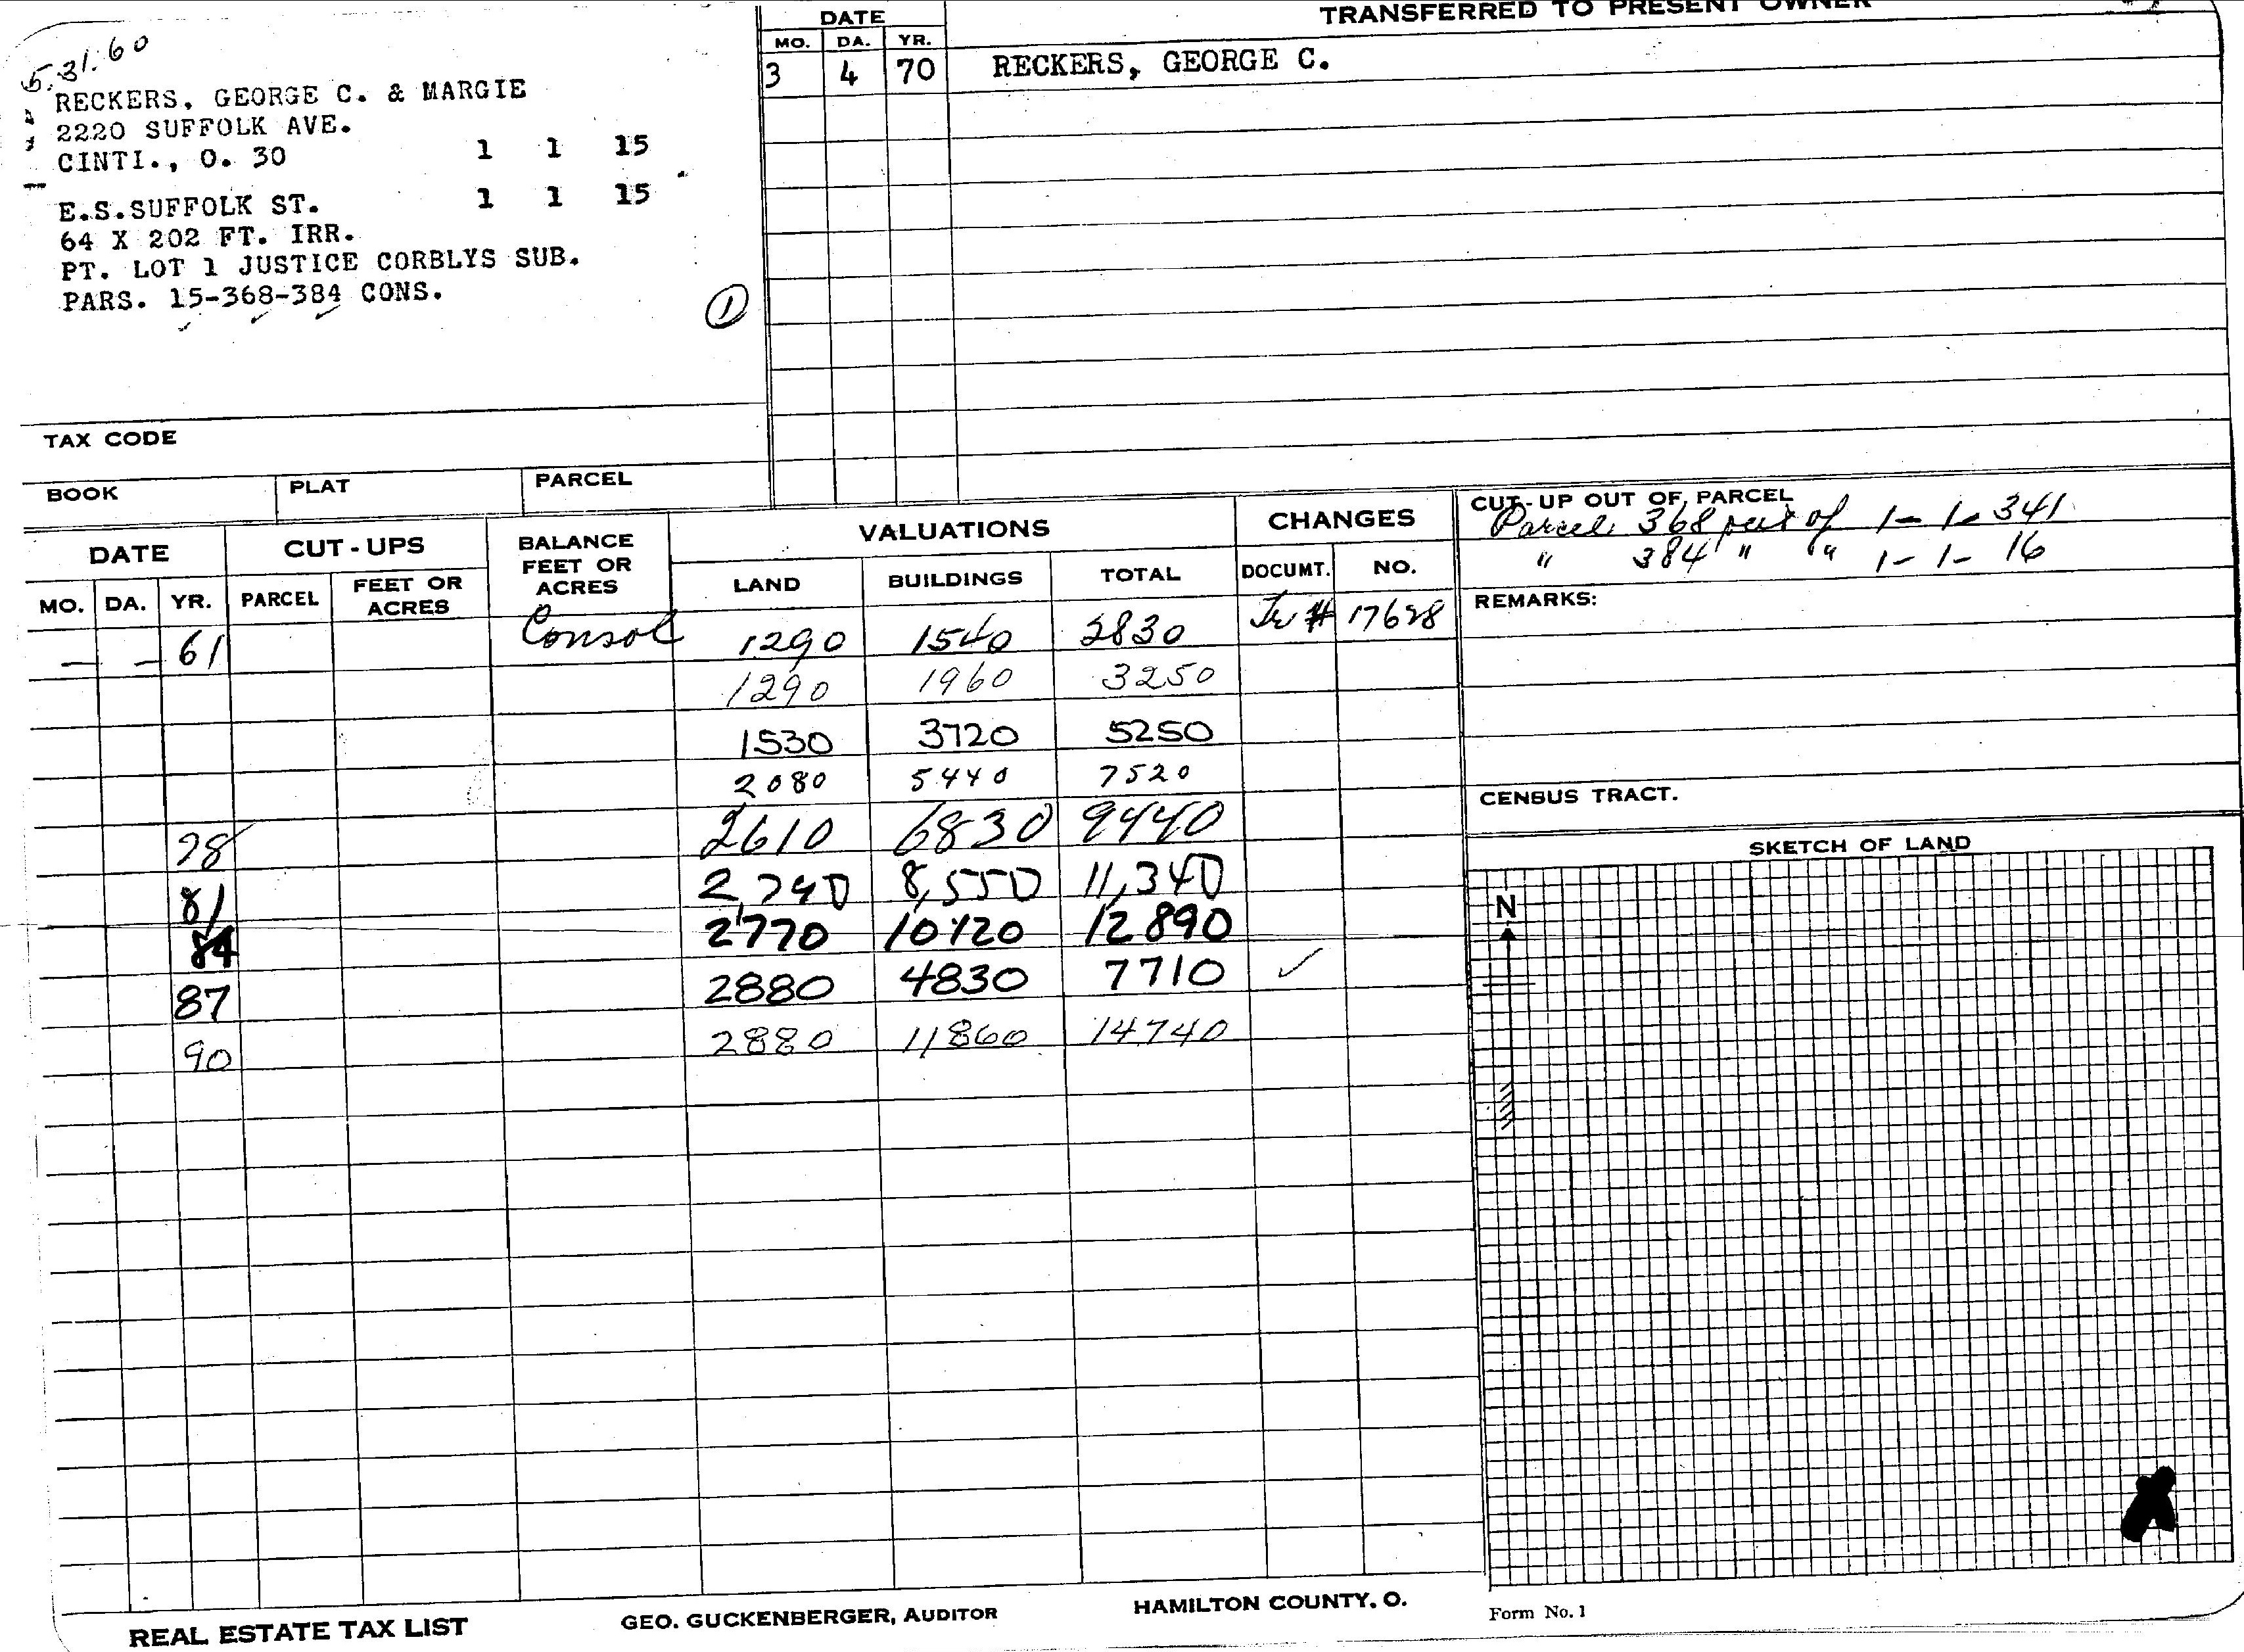 5.31.60
RECKERS, GEORGE C. & MARGIE
2220 SUFFOLK AVE.
CINTI., O. 30 1 1 15
E.S.SUFFOLK ST. 1 1 15
64 X 202 FT. IRR.
PT. LOT 1 JUSTICE CORBLYS SUB.
PARS. 15-368-384 CONS.
1
TAX CODE
BOOK PLAT PARCEL
DATE TRANSFERRED TO PRESENT OWNER
MO. DA. YR.
3 4 70 RECKERS, GEORGE C.
CUT-UP OUT OF PARCEL
Parcel 368 part of 1-1-341
" 384 " " 1-1-16
REMARKS:
CENSUS TRACT.
SKETCH OF LAND
N
DATE CUT-UPS BALANCE FEET OR ACRES VALUATIONS CHANGES
MO. DA. YR. PARCEL FEET OR ACRES LAND BUILDINGS TOTAL DOCUMT. NO.
— — 61 Consol 1290 1540 2830 Tr # 17628
1290 1960 3250
1530 3720 5250
2080 5440 7520
78 2610 6830 9440
81 2,790 8,550 11,340
84 2770 10120 12890
87 2880 4830 7710 ✓
90 2880 11860 14740
REAL ESTATE TAX LIST GEO. GUCKENBERGER, AUDITOR HAMILTON COUNTY, O. Form No. 1